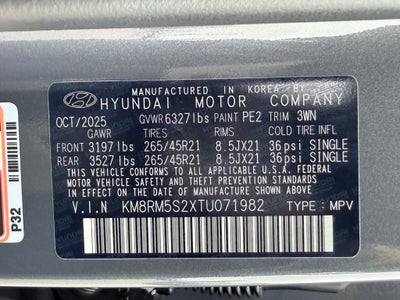 MANUFACTURED IN KOREA BY
HYUNDAI MOTOR COMPANY
OCT/2025 GVWR 6327lbs PAINT PE2 TRIM 3WN
GAWR TIRES RIMS COLD TIRE INFL
FRONT 3197lbs 265/45R21 8.5JX21 36psi SINGLE
REAR 3527lbs 265/45R21 8.5JX21 36psi SINGLE
THIS VEHICLE CONFORMS TO ALL APPLICABLE U.S.A FEDERAL
MOTOR VEHICLE SAFETY STANDARDS IN EFFECT ON THE DATE OF
MANUFACTURE SHOWN ABOVE.
V.I.N KM8RM5S2XTU071982 TYPE : MPV
P32